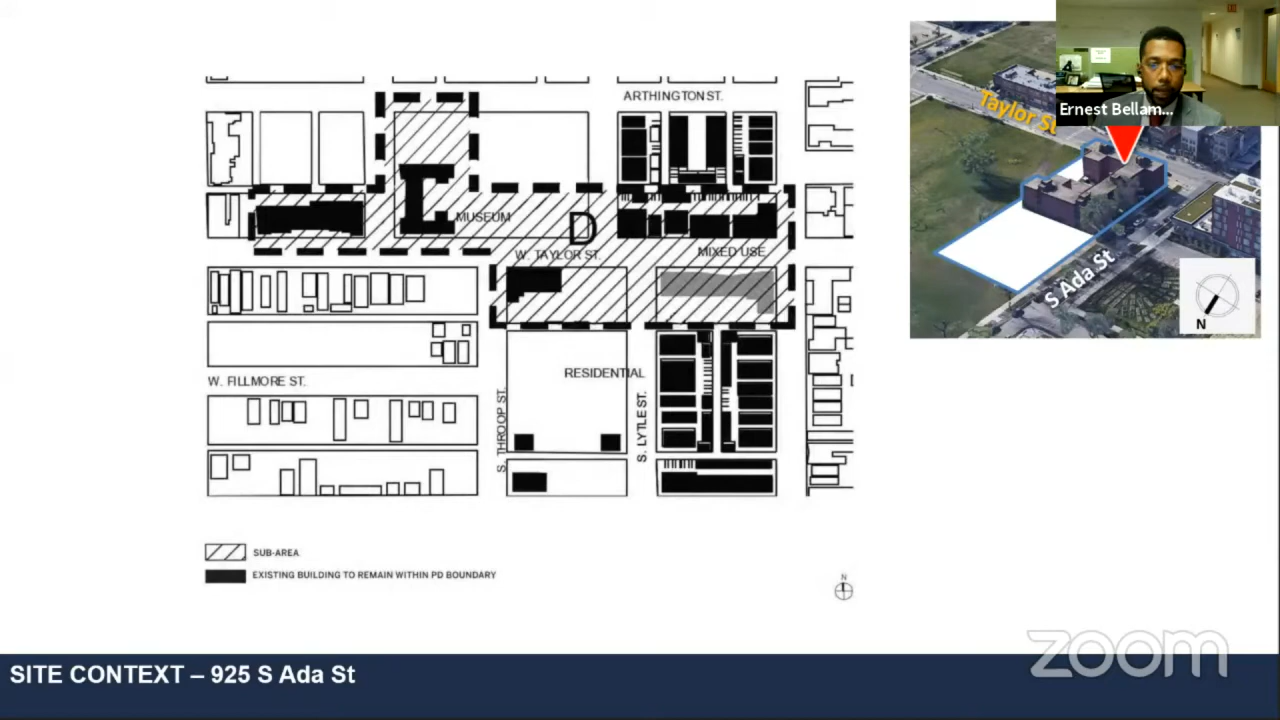 ARTHINGTON ST.
Taylor St
Ernest Bellam...
MUSEUM
D
W. TAYLOR ST.
MIXED USE
S Ada St
N
RESIDENTIAL
W. FILLMORE ST.
S. THROOP ST.
S. LYTLE ST.
SUB-AREA
EXISTING BUILDING TO REMAIN WITHIN PD BOUNDARY
N
zoom
SITE CONTEXT – 925 S Ada St